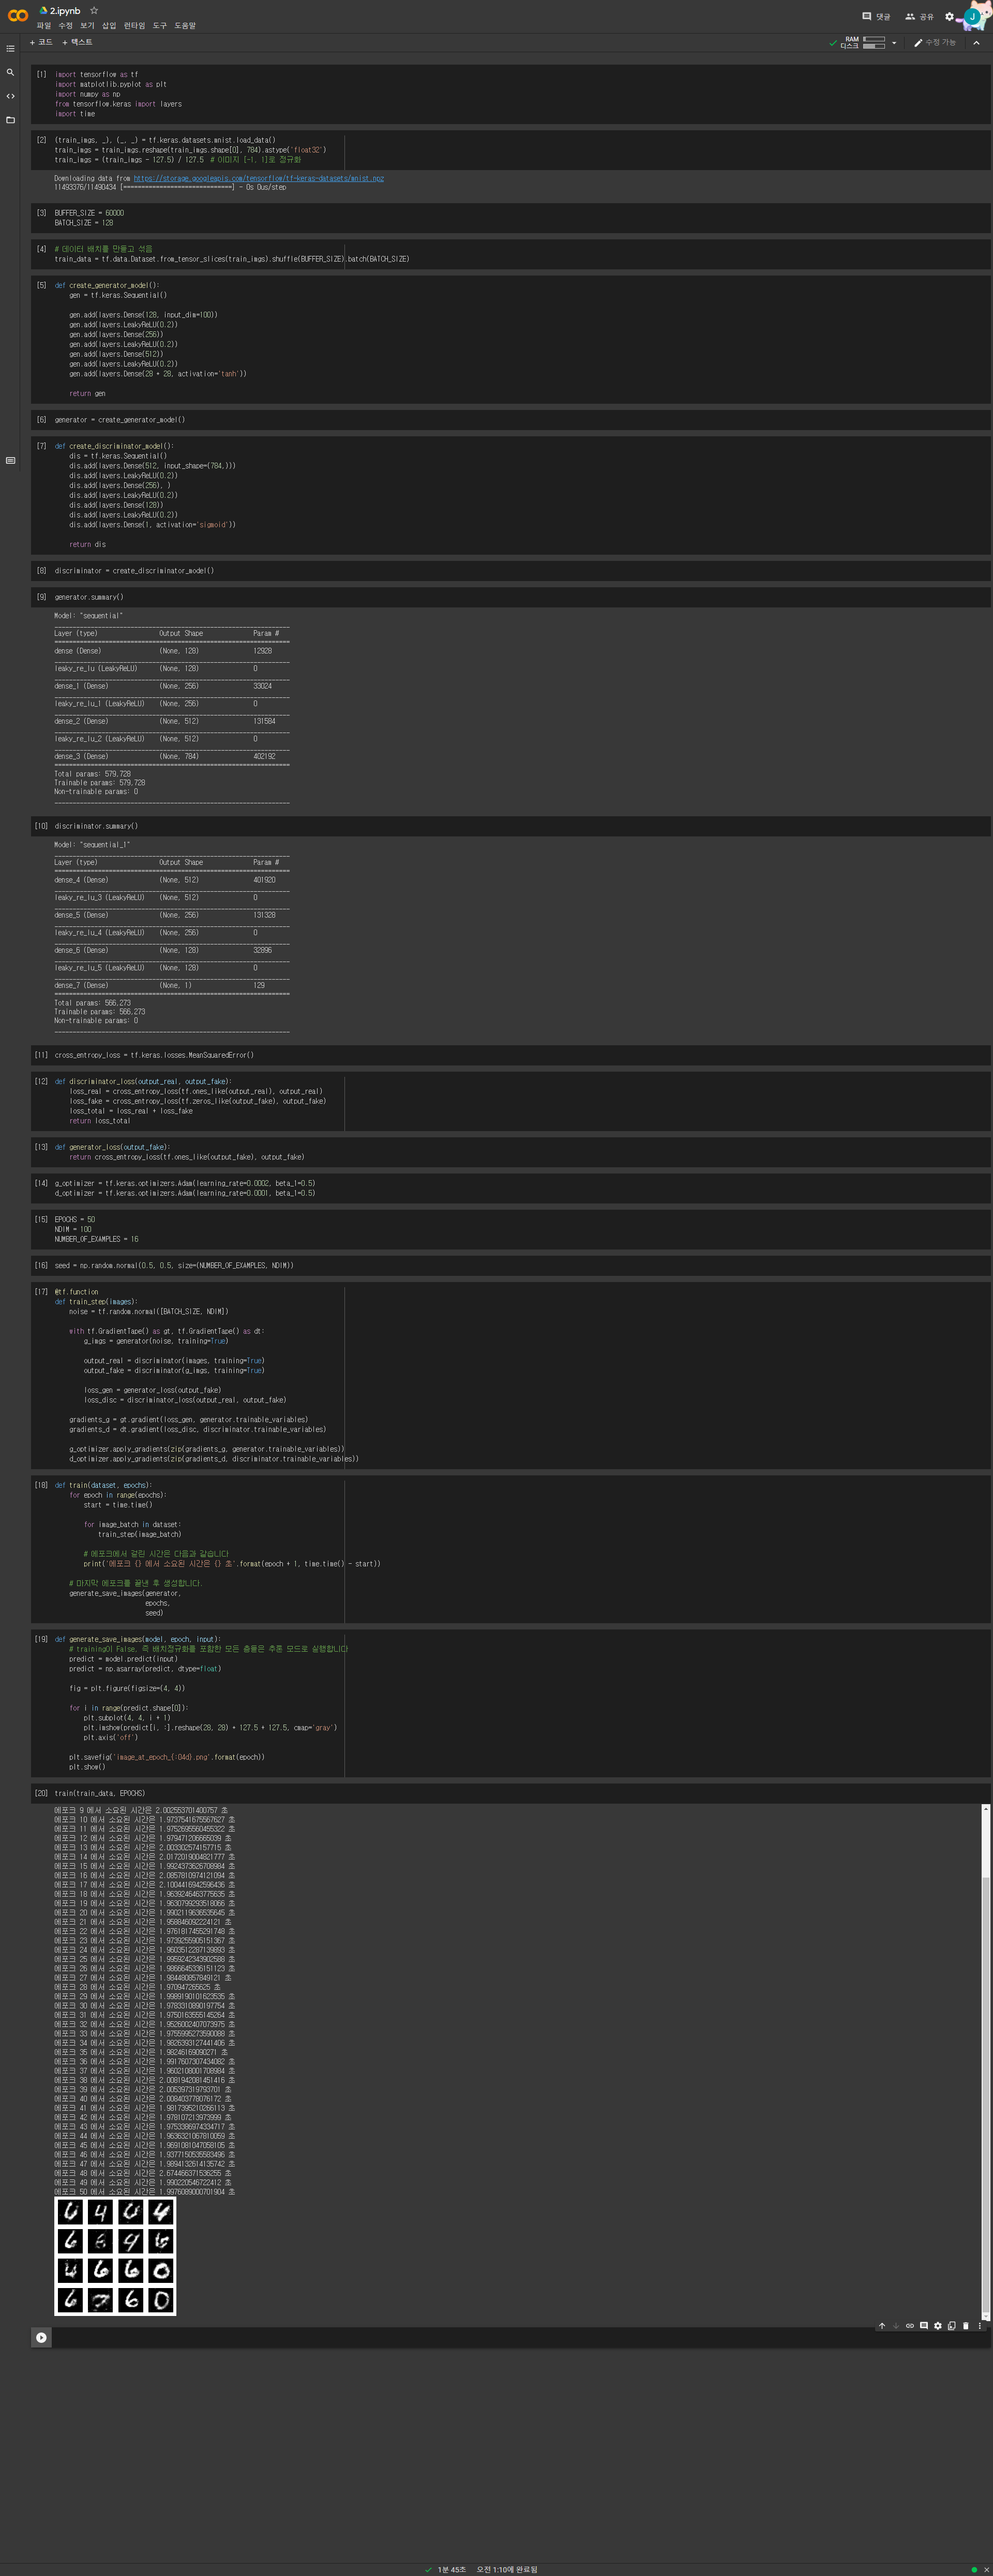 2.ipynb
파일 수정 보기 삽입 런타임 도구 도움말
댓글 공유 J
+ 코드 + 텍스트
RAM
디스크
수정 가능
[1] import tensorflow as tf
import matplotlib.pyplot as plt
import numpy as np
from tensorflow.keras import layers
import time
[2] (train_imgs, _), (_, _) = tf.keras.datasets.mnist.load_data()
train_imgs = train_imgs.reshape(train_imgs.shape[0], 784).astype('float32')
train_imgs = (train_imgs - 127.5) / 127.5 # 이미지 [-1, 1]로 정규화
Downloading data from https://storage.googleapis.com/tensorflow/tf-keras-datasets/mnist.npz
11493376/11490434 [==============================] - 0s 0us/step
[3] BUFFER_SIZE = 60000
BATCH_SIZE = 128
[4] # 데이터 배치를 만들고 섞음
train_data = tf.data.Dataset.from_tensor_slices(train_imgs).shuffle(BUFFER_SIZE).batch(BATCH_SIZE)
[5] def create_generator_model():
gen = tf.keras.Sequential()
gen.add(layers.Dense(128, input_dim=100))
gen.add(layers.LeakyReLU(0.2))
gen.add(layers.Dense(256))
gen.add(layers.LeakyReLU(0.2))
gen.add(layers.Dense(512))
gen.add(layers.LeakyReLU(0.2))
gen.add(layers.Dense(28 * 28, activation='tanh'))
return gen
[6] generator = create_generator_model()
[7] def create_discriminator_model():
dis = tf.keras.Sequential()
dis.add(layers.Dense(512, input_shape=(784,)))
dis.add(layers.LeakyReLU(0.2))
dis.add(layers.Dense(256), )
dis.add(layers.LeakyReLU(0.2))
dis.add(layers.Dense(128))
dis.add(layers.LeakyReLU(0.2))
dis.add(layers.Dense(1, activation='sigmoid'))
return dis
[8] discriminator = create_discriminator_model()
[9] generator.summary()
Model: "sequential"
Layer (type) Output Shape Param #
dense (Dense) (None, 128) 12928
leaky_re_lu (LeakyReLU) (None, 128) 0
dense_1 (Dense) (None, 256) 33024
leaky_re_lu_1 (LeakyReLU) (None, 256) 0
dense_2 (Dense) (None, 512) 131584
leaky_re_lu_2 (LeakyReLU) (None, 512) 0
dense_3 (Dense) (None, 784) 402192
Total params: 579,728
Trainable params: 579,728
Non-trainable params: 0
[10] discriminator.summary()
Model: "sequential_1"
Layer (type) Output Shape Param #
dense_4 (Dense) (None, 512) 401920
leaky_re_lu_3 (LeakyReLU) (None, 512) 0
dense_5 (Dense) (None, 256) 131328
leaky_re_lu_4 (LeakyReLU) (None, 256) 0
dense_6 (Dense) (None, 128) 32896
leaky_re_lu_5 (LeakyReLU) (None, 128) 0
dense_7 (Dense) (None, 1) 129
Total params: 566,273
Trainable params: 566,273
Non-trainable params: 0
[11] cross_entropy_loss = tf.keras.losses.MeanSquaredError()
[12] def discriminator_loss(output_real, output_fake):
loss_real = cross_entropy_loss(tf.ones_like(output_real), output_real)
loss_fake = cross_entropy_loss(tf.zeros_like(output_fake), output_fake)
loss_total = loss_real + loss_fake
return loss_total
[13] def generator_loss(output_fake):
return cross_entropy_loss(tf.ones_like(output_fake), output_fake)
[14] g_optimizer = tf.keras.optimizers.Adam(learning_rate=0.0002, beta_1=0.5)
d_optimizer = tf.keras.optimizers.Adam(learning_rate=0.0001, beta_1=0.5)
[15] EPOCHS = 50
NDIM = 100
NUMBER_OF_EXAMPLES = 16
[16] seed = np.random.normal(0.5, 0.5, size=(NUMBER_OF_EXAMPLES, NDIM))
[17] @tf.function
def train_step(images):
noise = tf.random.normal([BATCH_SIZE, NDIM])
with tf.GradientTape() as gt, tf.GradientTape() as dt:
g_imgs = generator(noise, training=True)
output_real = discriminator(images, training=True)
output_fake = discriminator(g_imgs, training=True)
loss_gen = generator_loss(output_fake)
loss_disc = discriminator_loss(output_real, output_fake)
gradients_g = gt.gradient(loss_gen, generator.trainable_variables)
gradients_d = dt.gradient(loss_disc, discriminator.trainable_variables)
g_optimizer.apply_gradients(zip(gradients_g, generator.trainable_variables))
d_optimizer.apply_gradients(zip(gradients_d, discriminator.trainable_variables))
[18] def train(dataset, epochs):
for epoch in range(epochs):
start = time.time()
for image_batch in dataset:
train_step(image_batch)
# 에포크에서 걸린 시간은 다음과 같습니다
print('에포크 {} 에서 소요된 시간은 {} 초'.format(epoch + 1, time.time() - start))
# 마지막 에포크를 끝낸 후 생성합니다.
generate_save_images(generator,
epochs,
seed)
[19] def generate_save_images(model, epoch, input):
# training이 False, 즉 배치정규화를 포함한 모든 층들은 추론 모드로 실행합니다
predict = model.predict(input)
predict = np.asarray(predict, dtype=float)
fig = plt.figure(figsize=(4, 4))
for i in range(predict.shape[0]):
plt.subplot(4, 4, i + 1)
plt.imshow(predict[i, :].reshape(28, 28) * 127.5 + 127.5, cmap='gray')
plt.axis('off')
plt.savefig('image_at_epoch_{:04d}.png'.format(epoch))
plt.show()
[20] train(train_data, EPOCHS)
에포크 9 에서 소요된 시간은 2.002553701400757 초
에포크 10 에서 소요된 시간은 1.9737541675567627 초
에포크 11 에서 소요된 시간은 1.9752695560455322 초
에포크 12 에서 소요된 시간은 1.979471206665039 초
에포크 13 에서 소요된 시간은 2.003302574157715 초
에포크 14 에서 소요된 시간은 2.0172019004821777 초
에포크 15 에서 소요된 시간은 1.9924373626708984 초
에포크 16 에서 소요된 시간은 2.0857810974121094 초
에포크 17 에서 소요된 시간은 2.1004416942596436 초
에포크 18 에서 소요된 시간은 1.9639246463775635 초
에포크 19 에서 소요된 시간은 1.9630799293518066 초
에포크 20 에서 소요된 시간은 1.9902119636535645 초
에포크 21 에서 소요된 시간은 1.958846092224121 초
에포크 22 에서 소요된 시간은 1.9761817455291748 초
에포크 23 에서 소요된 시간은 1.9739255905151367 초
에포크 24 에서 소요된 시간은 1.9603512287139893 초
에포크 25 에서 소요된 시간은 1.9959242343902588 초
에포크 26 에서 소요된 시간은 1.9866645336151123 초
에포크 27 에서 소요된 시간은 1.984480857849121 초
에포크 28 에서 소요된 시간은 1.970947265625 초
에포크 29 에서 소요된 시간은 1.9989190101623535 초
에포크 30 에서 소요된 시간은 1.9783310890197754 초
에포크 31 에서 소요된 시간은 1.9750163555145264 초
에포크 32 에서 소요된 시간은 1.9526002407073975 초
에포크 33 에서 소요된 시간은 1.9755995273590088 초
에포크 34 에서 소요된 시간은 1.9826393127441406 초
에포크 35 에서 소요된 시간은 1.98246169090271 초
에포크 36 에서 소요된 시간은 1.9917607307434082 초
에포크 37 에서 소요된 시간은 1.9602108001708984 초
에포크 38 에서 소요된 시간은 2.0081942081451416 초
에포크 39 에서 소요된 시간은 2.005397319793701 초
에포크 40 에서 소요된 시간은 2.008403778076172 초
에포크 41 에서 소요된 시간은 1.9817395210266113 초
에포크 42 에서 소요된 시간은 1.978107213973999 초
에포크 43 에서 소요된 시간은 1.9753386974334717 초
에포크 44 에서 소요된 시간은 1.9636321067810059 초
에포크 45 에서 소요된 시간은 1.9691081047058105 초
에포크 46 에서 소요된 시간은 1.9377150535583496 초
에포크 47 에서 소요된 시간은 1.9894132614135742 초
에포크 48 에서 소요된 시간은 2.674466371536255 초
에포크 49 에서 소요된 시간은 1.990220546722412 초
에포크 50 에서 소요된 시간은 1.9976089000701904 초
1분 45초 오전 1:10에 완료됨